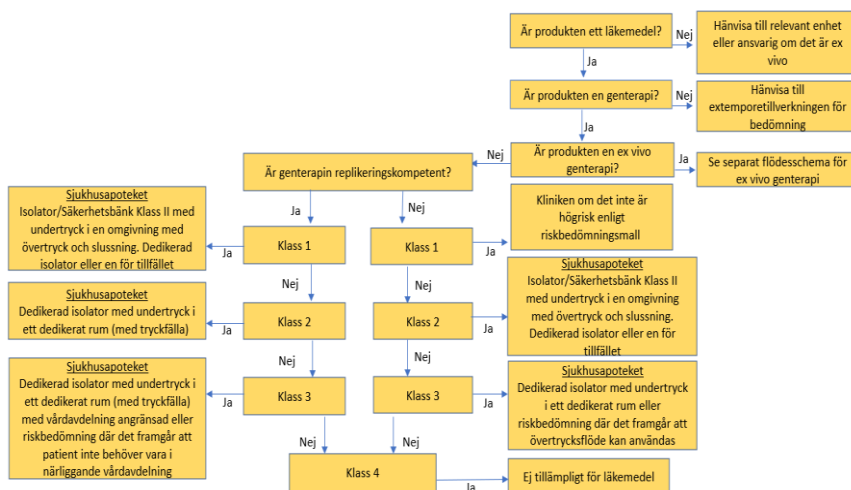 Är produkten ett läkemedel?
Nej
Hänvisa till relevant enhet
eller ansvarig om det är ex
vivo
Ja
Är produkten en genterapi?
Nej
Hänvisa till
extemporetillverkningen för
bedömning
Ja
Är produkten en ex vivo
genterapi?
Nej
Ja
Se separat flödesschema för
ex vivo genterapi
Är genterapin replikeringskompetent?
Ja
Nej
Sjukhusapoteket
Isolator/Säkerhetsbänk Klass II med
undertryck i en omgivning med
övertryck och slussning. Dedikerad
isolator eller en för tillfället
Ja
Klass 1
Klass 1
Ja
Kliniken om det inte är
högrisk enligt
riskbedömningsmall
Nej
Nej
Sjukhusapoteket
Dedikerad isolator med undertryck i
ett dedikerat rum (med tryckfälla)
Ja
Klass 2
Klass 2
Ja
Sjukhusapoteket
Isolator/Säkerhetsbänk Klass II
med undertryck i en omgivning
med övertryck och slussning.
Dedikerad isolator eller en för
tillfället
Nej
Nej
Sjukhusapoteket
Dedikerad isolator med undertryck i
ett dedikerat rum (med tryckfälla)
med vårdavdelning angränsad eller
riskbedömning där det framgår att
patient inte behöver vara i
närliggande vårdavdelning
Ja
Klass 3
Klass 3
Ja
Sjukhusapoteket
Dedikerad isolator med undertryck
i ett dedikerat rum eller
riskbedömning där det framgår att
övertrycksflöde kan användas
Nej
Nej
Klass 4
Ja
Ej tillämpligt för läkemedel